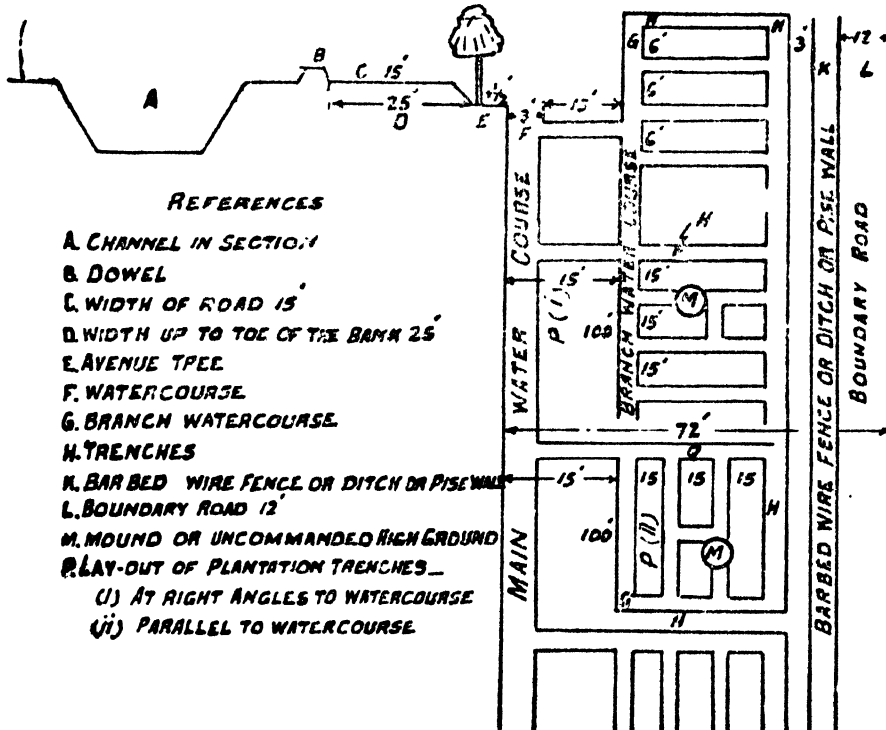 B
A
C 15'
25'
D
E
3'
F
15'
G
H
H
6'
6'
6'
3'
12
K
L
REFERENCES
A. CHANNEL IN SECTION
B. DOWEL
C. WIDTH OF ROAD 15'
D. WIDTH UP TO TOE OF THE BANK 25'
E. AVENUE TREE
F. WATERCOURSE
G. BRANCH WATERCOURSE
H. TRENCHES
K. BARBED WIRE FENCE OR DITCH OR PISE WALL
L. BOUNDARY ROAD 12'
M. MOUND OR UNCOMMANDED HIGH GROUND
P. LAY-OUT OF PLANTATION TRENCHES_
(i) AT RIGHT ANGLES TO WATERCOURSE
(ii) PARALLEL TO WATERCOURSE
MAIN WATER COURSE
BRANCH WATER COURSE
BARBED WIRE FENCE OR DITCH OR PISE WALL
BOUNDARY ROAD
H
15'
P(i)
100'
15'
M
15'
15'
72'
15'
15
15
15
100'
P(ii)
H
M
H